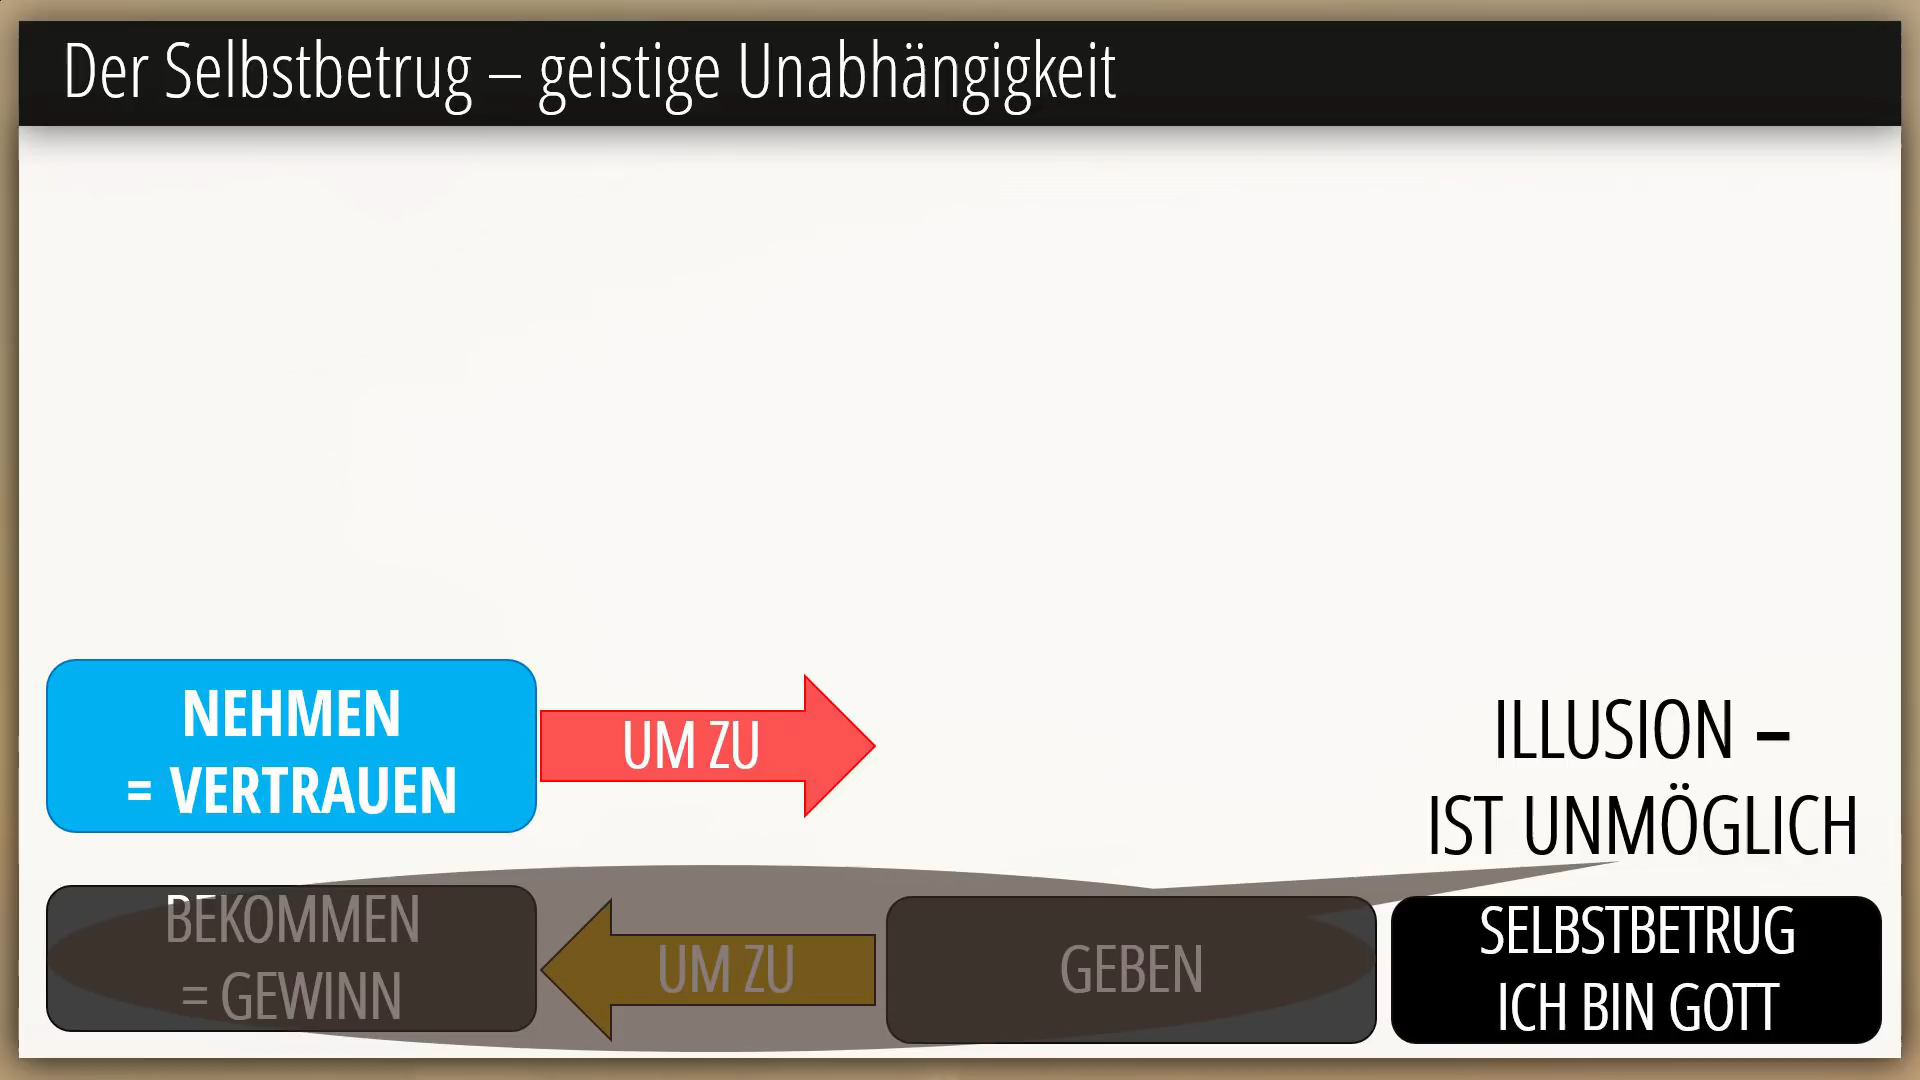 Der Selbstbetrug – geistige Unabhängigkeit
NEHMEN
= VERTRAUEN
UM ZU
ILLUSION –
IST UNMÖGLICH
BEKOMMEN
= GEWINN
UM ZU
GEBEN
SELBSTBETRUG
ICH BIN GOTT